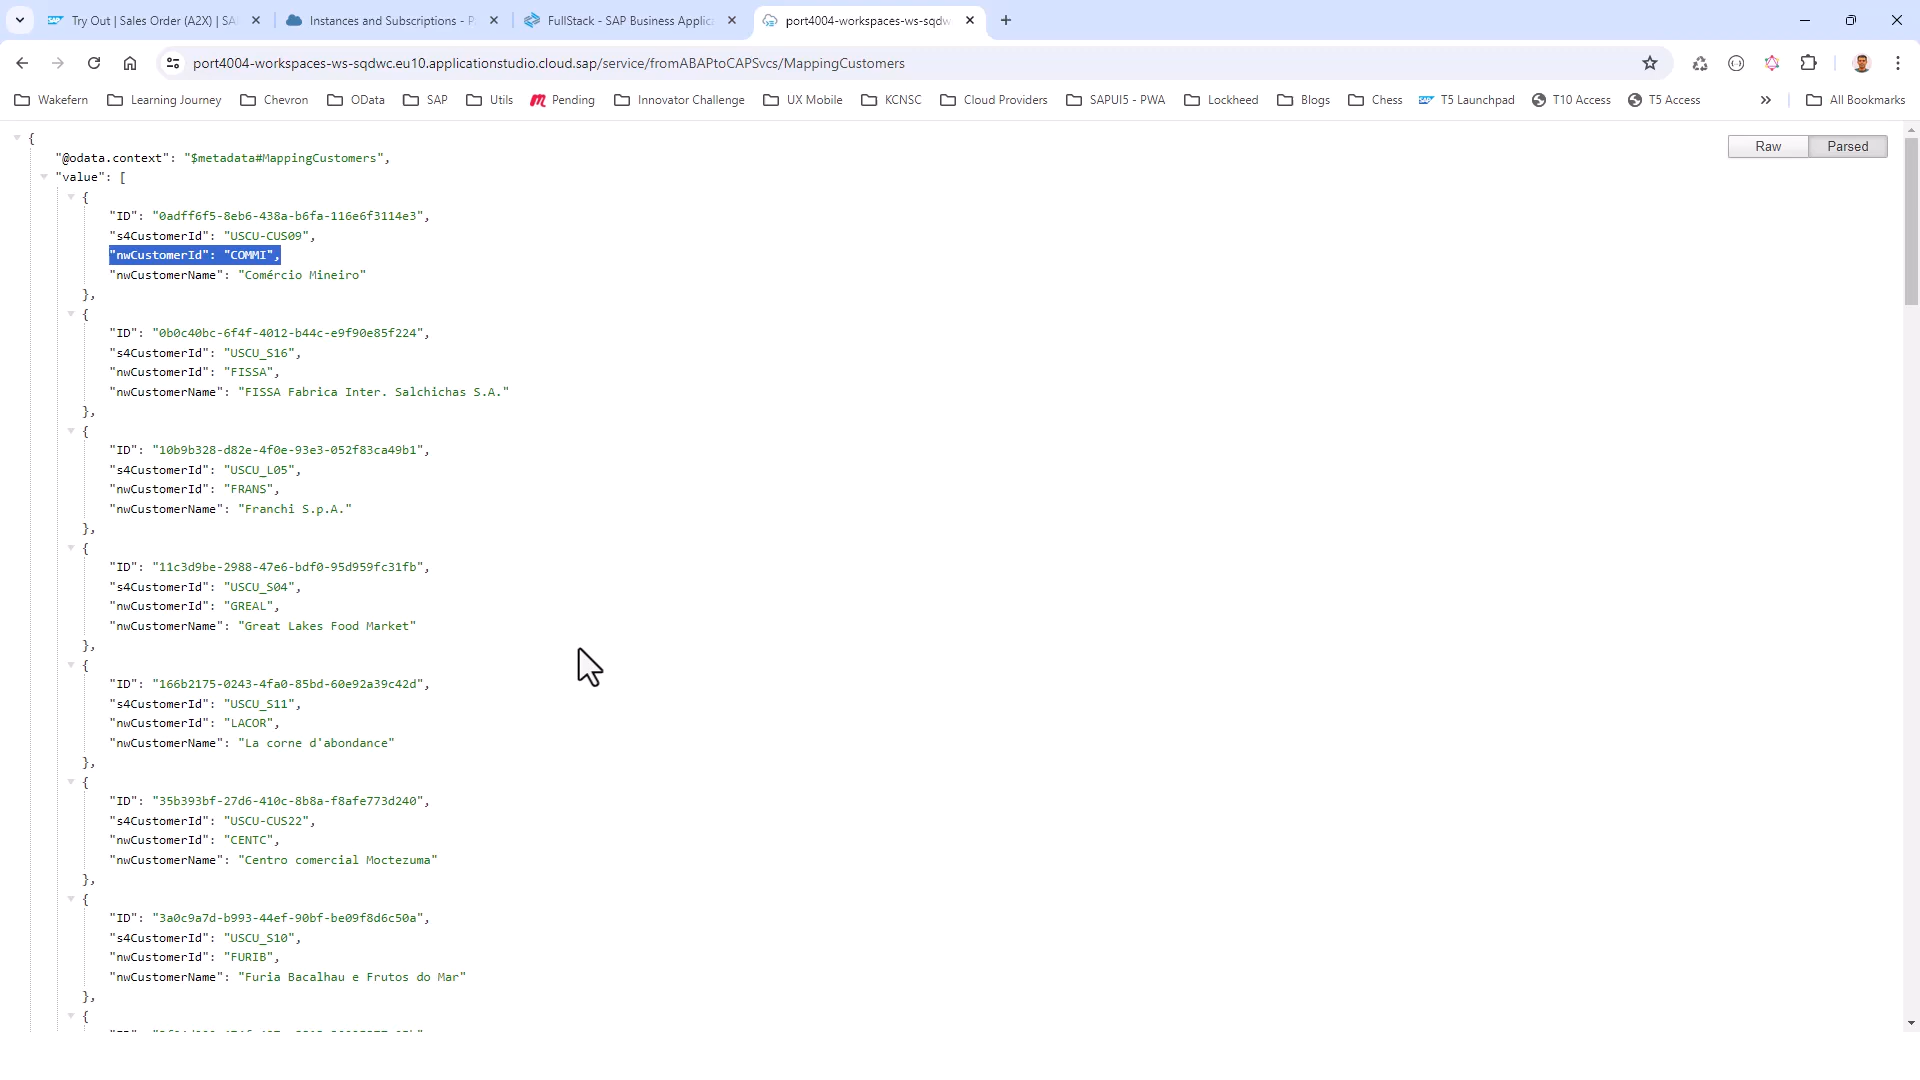 Try Out | Sales Order (A2X) | SA
Instances and Subscriptions - P
FullStack - SAP Business Applic
port4004-workspaces-ws-sqdw
port4004-workspaces-ws-sqdwc.eu10.applicationstudio.cloud.sap/service/fromABAPtoCAPSvcs/MappingCustomers
Wakefern Learning Journey Chevron OData SAP Utils Pending Innovator Challenge UX Mobile KCNSC Cloud Providers SAPUI5 - PWA Lockheed Blogs Chess T5 Launchpad T10 Access T5 Access » All Bookmarks
Raw Parsed
{
"@odata.context": "$metadata#MappingCustomers",
"value": [
{
"ID": "0adff6f5-8eb6-438a-b6fa-116e6f3114e3",
"s4CustomerId": "USCU-CUS09",
"nwCustomerId": "COMMI",
"nwCustomerName": "Comércio Mineiro"
},
{
"ID": "0b0c40bc-6f4f-4012-b44c-e9f90e85f224",
"s4CustomerId": "USCU_S16",
"nwCustomerId": "FISSA",
"nwCustomerName": "FISSA Fabrica Inter. Salchichas S.A."
},
{
"ID": "10b9b328-d82e-4f0e-93e3-052f83ca49b1",
"s4CustomerId": "USCU_L05",
"nwCustomerId": "FRANS",
"nwCustomerName": "Franchi S.p.A."
},
{
"ID": "11c3d9be-2988-47e6-bdf0-95d959fc31fb",
"s4CustomerId": "USCU_S04",
"nwCustomerId": "GREAL",
"nwCustomerName": "Great Lakes Food Market"
},
{
"ID": "166b2175-0243-4fa0-85bd-60e92a39c42d",
"s4CustomerId": "USCU_S11",
"nwCustomerId": "LACOR",
"nwCustomerName": "La corne d'abondance"
},
{
"ID": "35b393bf-27d6-410c-8b8a-f8afe773d240",
"s4CustomerId": "USCU-CUS22",
"nwCustomerId": "CENTC",
"nwCustomerName": "Centro comercial Moctezuma"
},
{
"ID": "3a0c9a7d-b993-44ef-90bf-be09f8d6c50a",
"s4CustomerId": "USCU_S10",
"nwCustomerId": "FURIB",
"nwCustomerName": "Furia Bacalhau e Frutos do Mar"
},
{